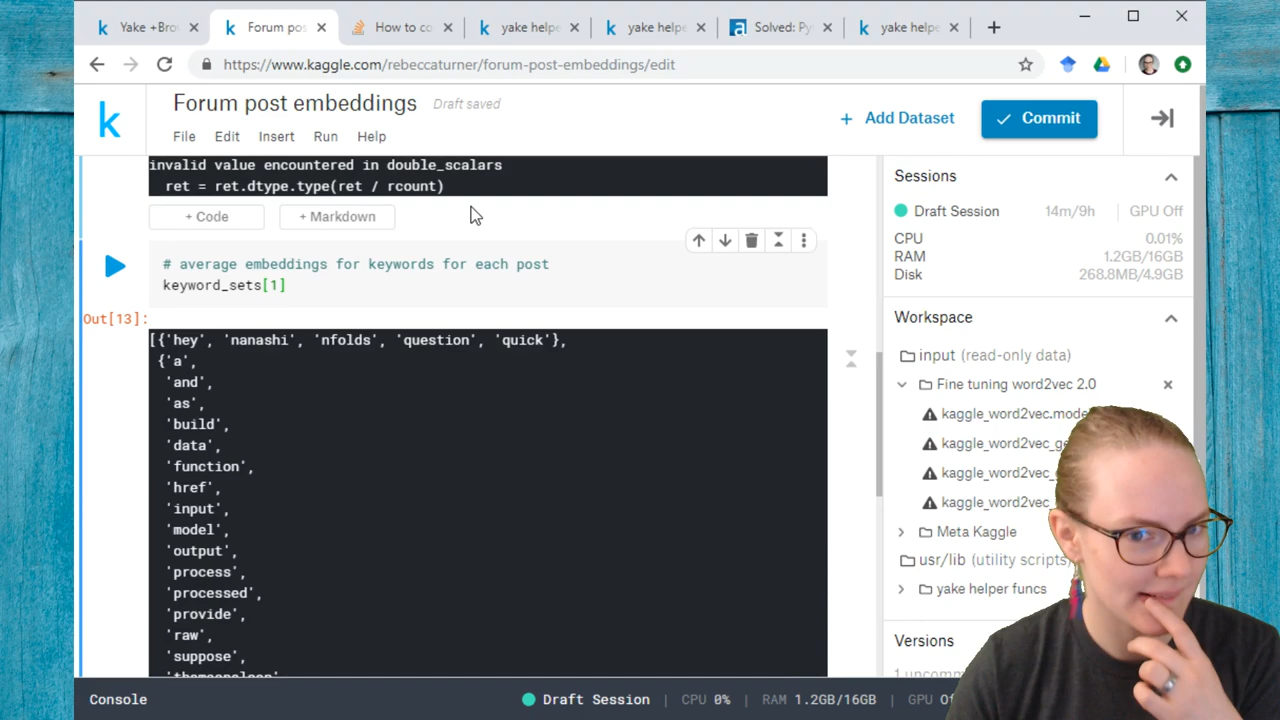 Yake +Bro
Forum pos
How to co
yake helpe
yake helpe
Solved: Py
yake helpe
https://www.kaggle.com/rebeccaturner/forum-post-embeddings/edit
Forum post embeddings
Draft saved
File Edit Insert Run Help
+ Add Dataset
Commit
invalid value encountered in double_scalars
ret = ret.dtype.type(ret / rcount)
+ Code
+ Markdown
# average embeddings for keywords for each post
keyword_sets[1]
Out[13]:
[{'hey', 'nanashi', 'nfolds', 'question', 'quick'},
{'a',
'and',
'as',
'build',
'data',
'function',
'href',
'input',
'model',
'output',
'process',
'processed',
'provide',
'raw',
'suppose',
Sessions
Draft Session 14m/9h GPU Off
CPU 0.01%
RAM 1.2GB/16GB
Disk 268.8MB/4.9GB
Workspace
input (read-only data)
Fine tuning word2vec 2.0
kaggle_word2vec.mode
kaggle_word2vec_ge
kaggle_word2vec_
kaggle_word2vec_
Meta Kaggle
usr/lib (utility scripts)
yake helper funcs
Versions
1 uncomm
Console
Draft Session | CPU 0% | RAM 1.2GB/16GB | GPU O